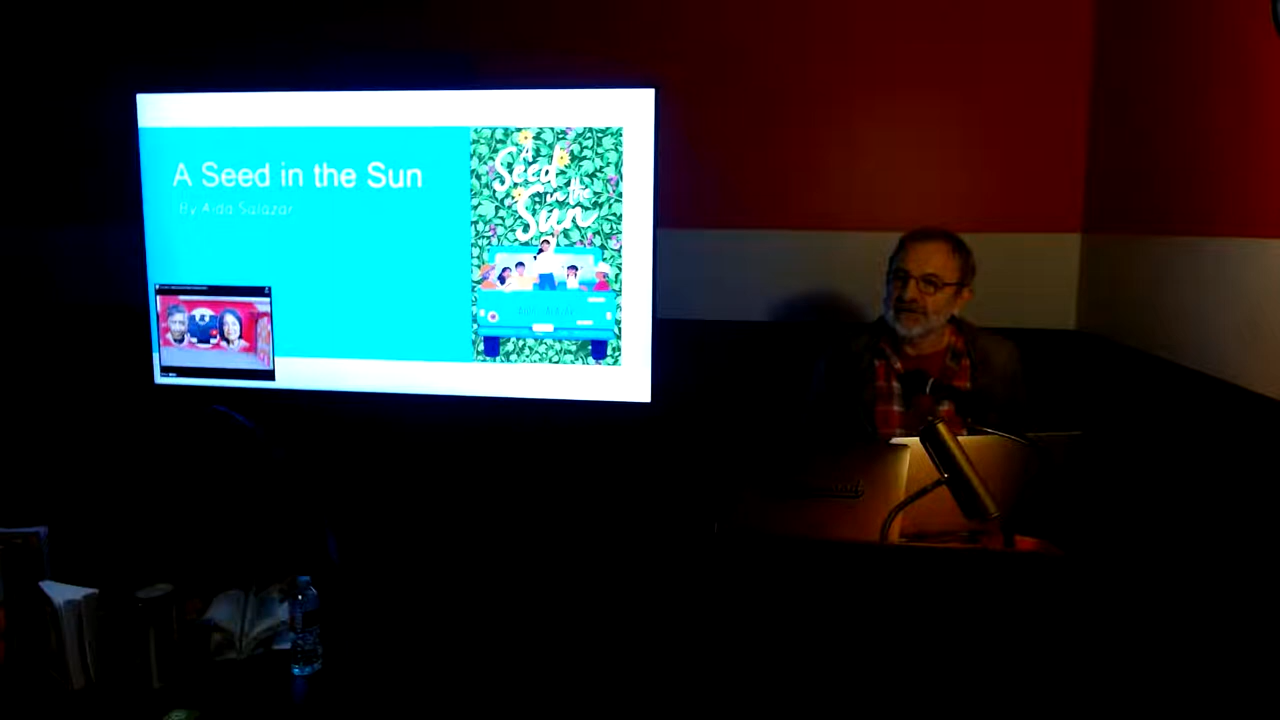 A Seed in the Sun
By Aida Salazar
A
Seed
in the
Sun